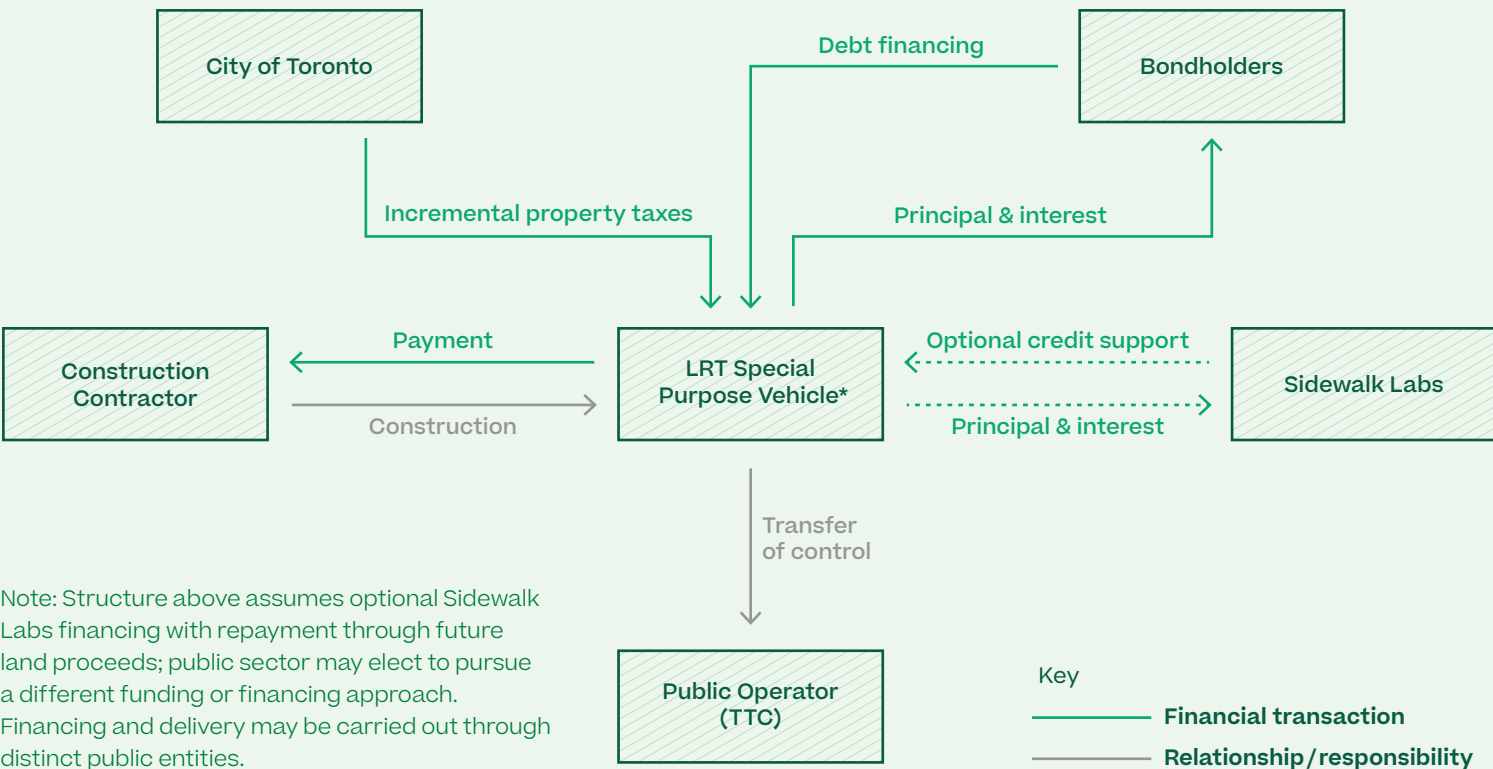 City of Toronto
Debt financing
Bondholders
Incremental property taxes
Principal & interest
Construction
Contractor
Payment
Construction
LRT Special
Purpose Vehicle*
Optional credit support
Principal & interest
Sidewalk Labs
Transfer
of control
Public Operator
(TTC)
Note: Structure above assumes optional Sidewalk
Labs financing with repayment through future
land proceeds; public sector may elect to pursue
a different funding or financing approach.
Financing and delivery may be carried out through
distinct public entities.
Key
Financial transaction
Relationship/responsibility